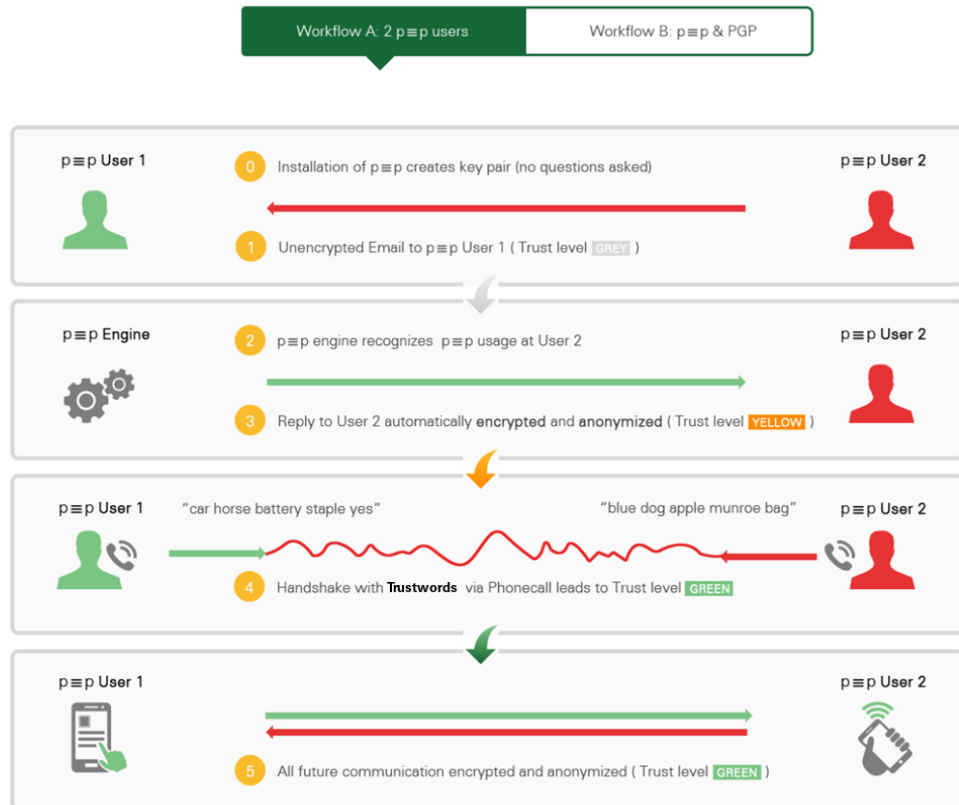 Workflow A: 2 p≡p users
Workflow B: p≡p & PGP
p≡p User 1
0 Installation of p≡p creates key pair (no questions asked)
p≡p User 2
1 Unencrypted Email to p≡p User 1 ( Trust level GREY )
p≡p Engine
2 p≡p engine recognizes p≡p usage at User 2
p≡p User 2
3 Reply to User 2 automatically encrypted and anonymized ( Trust level YELLOW )
p≡p User 1
“car horse battery staple yes”
“blue dog apple munroe bag”
p≡p User 2
4 Handshake with Trustwords via Phonecall leads to Trust level GREEN
p≡p User 1
p≡p User 2
5 All future communication encrypted and anonymized ( Trust level GREEN )